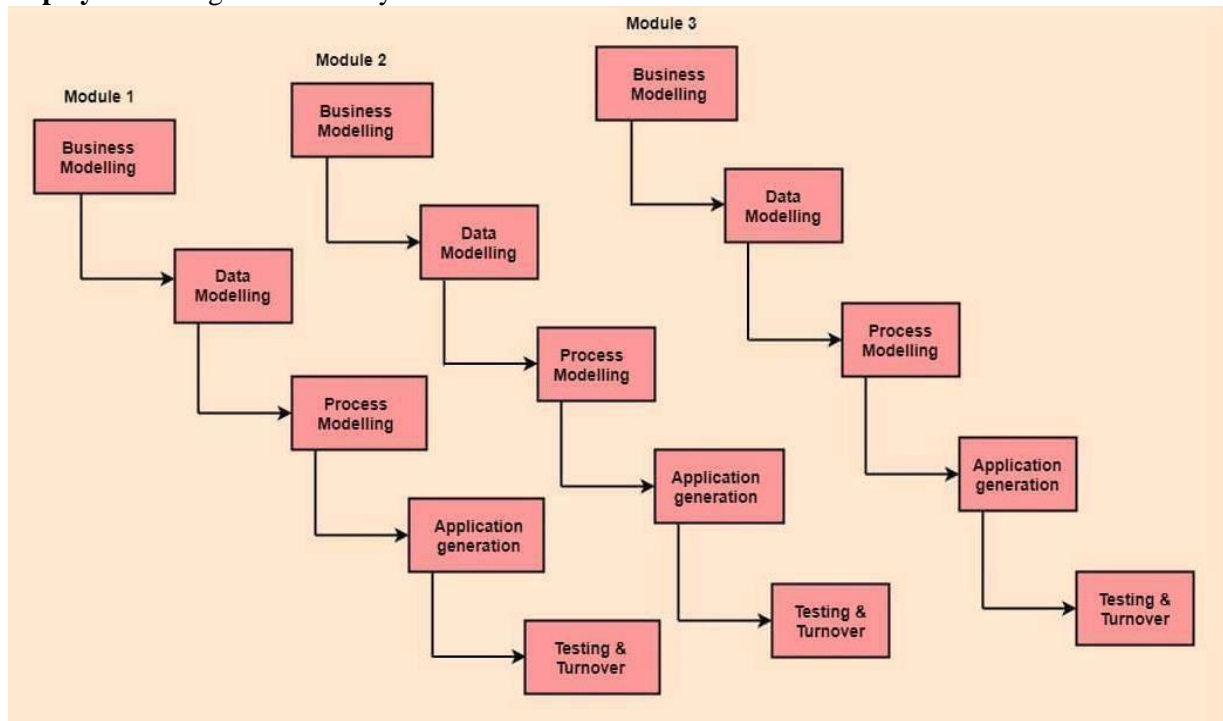 Module 1
Business
Modelling
Data
Modelling
Process
Modelling
Application
generation
Testing &
Turnover
Module 2
Business
Modelling
Data
Modelling
Process
Modelling
Application
generation
Testing &
Turnover
Module 3
Business
Modelling
Data
Modelling
Process
Modelling
Application
generation
Testing &
Turnover